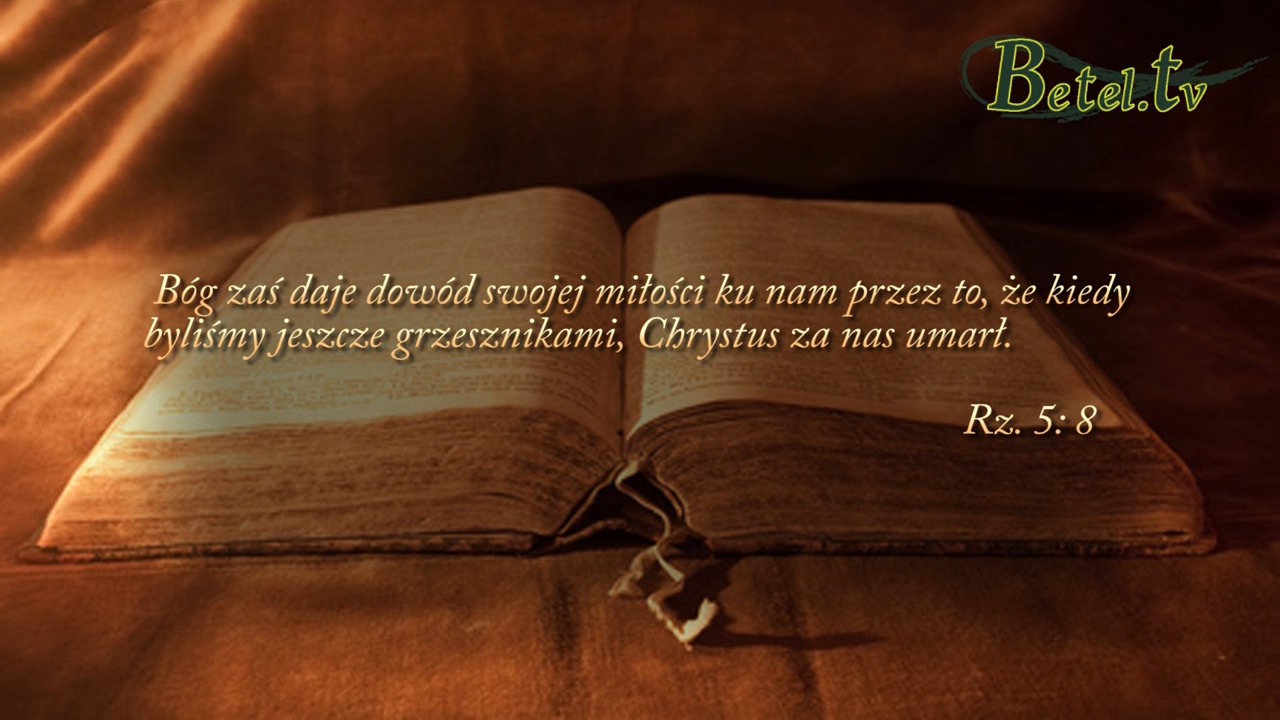 Betel.tv
Bóg zaś daje dowód swojej miłości ku nam przez to, że kiedy
byliśmy jeszcze grzesznikami, Chrystus za nas umarł.
Rz. 5: 8